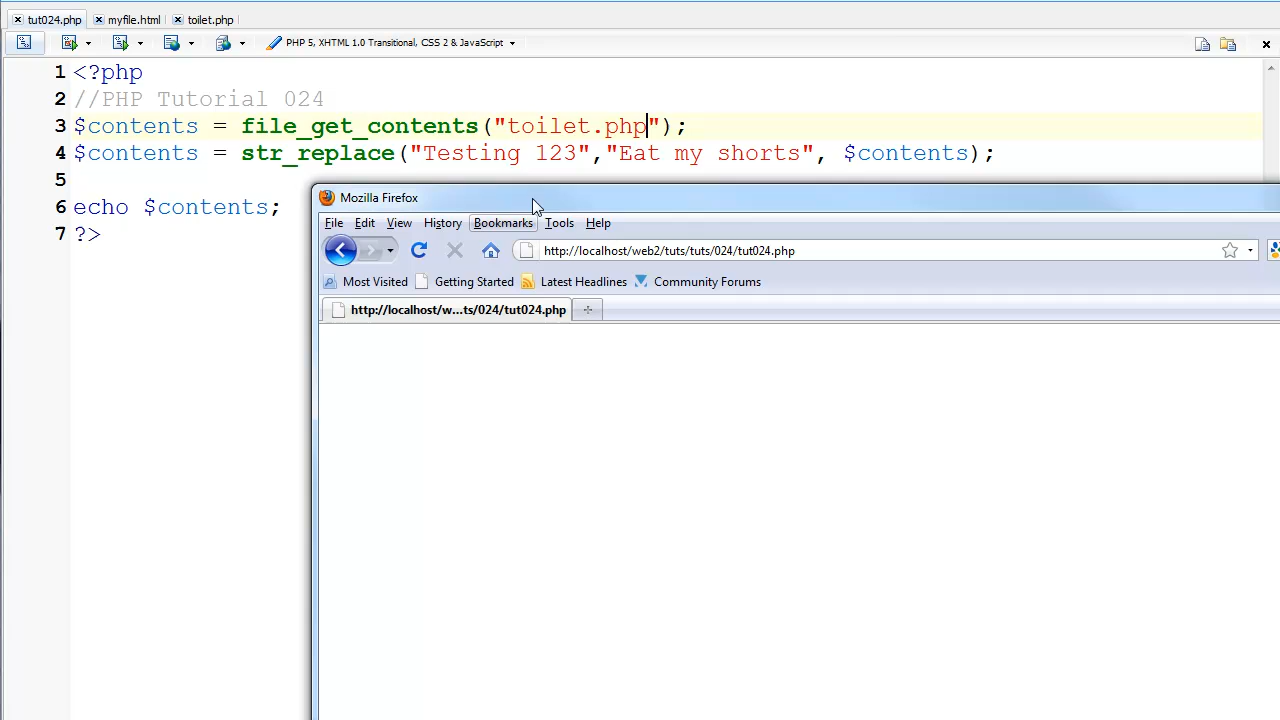 tut024.php myfile.html toilet.php
PHP 5, XHTML 1.0 Transitional, CSS 2 & JavaScript
1 <?php
2 //PHP Tutorial 024
3 $contents = file_get_contents("toilet.php");
4 $contents = str_replace("Testing 123","Eat my shorts", $contents);
5
6 echo $contents;
7 ?>
Mozilla Firefox
File Edit View History Bookmarks Tools Help
http://localhost/web2/tuts/tuts/024/tut024.php
Most Visited Getting Started Latest Headlines Community Forums
http://localhost/w...ts/024/tut024.php